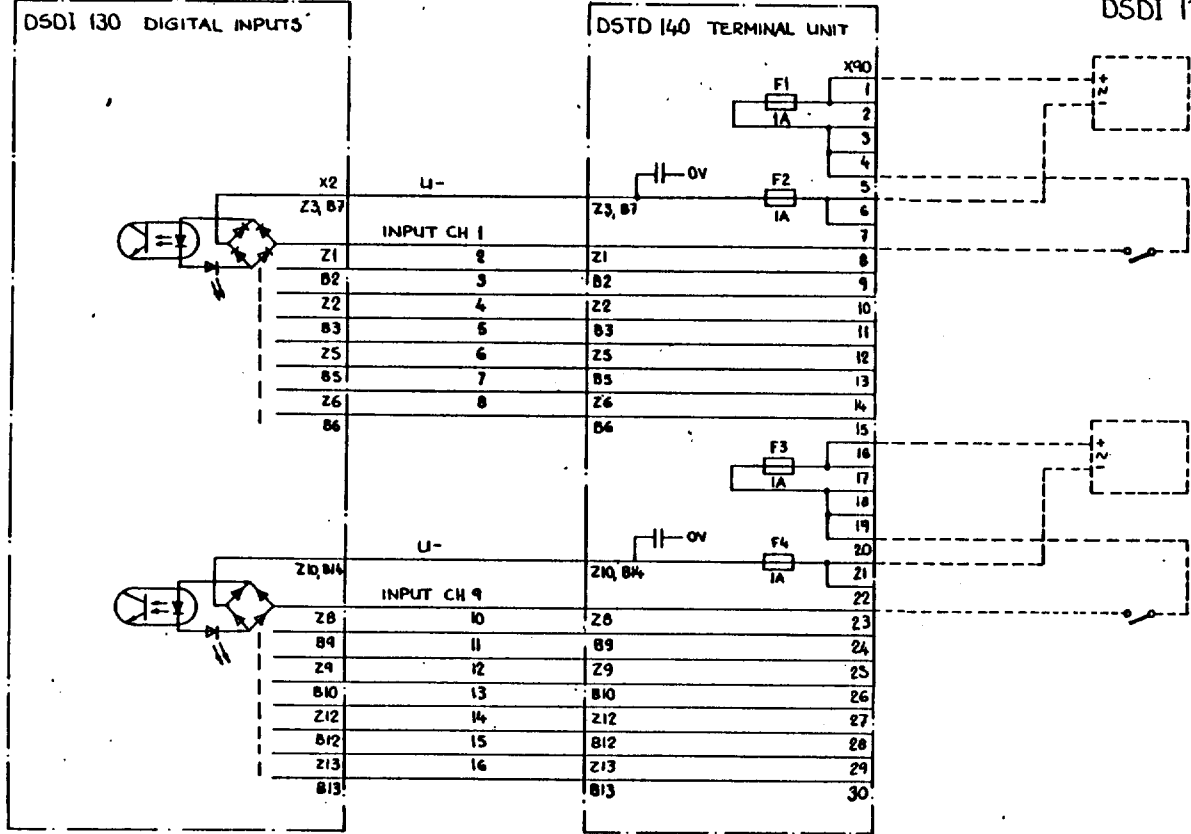 DSDI 130 DIGITAL INPUTS
DSTD 140 TERMINAL UNIT
DSDI
X90
F1
1A
1
2
3
4
5
6
7
8
9
10
11
12
13
14
15
16
17
18
19
20
21
22
23
24
25
26
27
28
29
30
+
~
-
0V
F2
1A
X2
U-
Z3, B7
Z3, B7
INPUT CH 1
Z1
2
Z1
B2
3
B2
Z2
4
Z2
B3
5
B3
Z5
6
Z5
B5
7
B5
Z6
8
Z6
B6
B6
F3
1A
+
~
-
0V
F4
1A
U-
Z10, B14
Z10, B14
INPUT CH 9
Z8
10
Z8
B9
11
B9
Z9
12
Z9
B10
13
B10
Z12
14
Z12
B12
15
B12
Z13
16
Z13
B13
B13